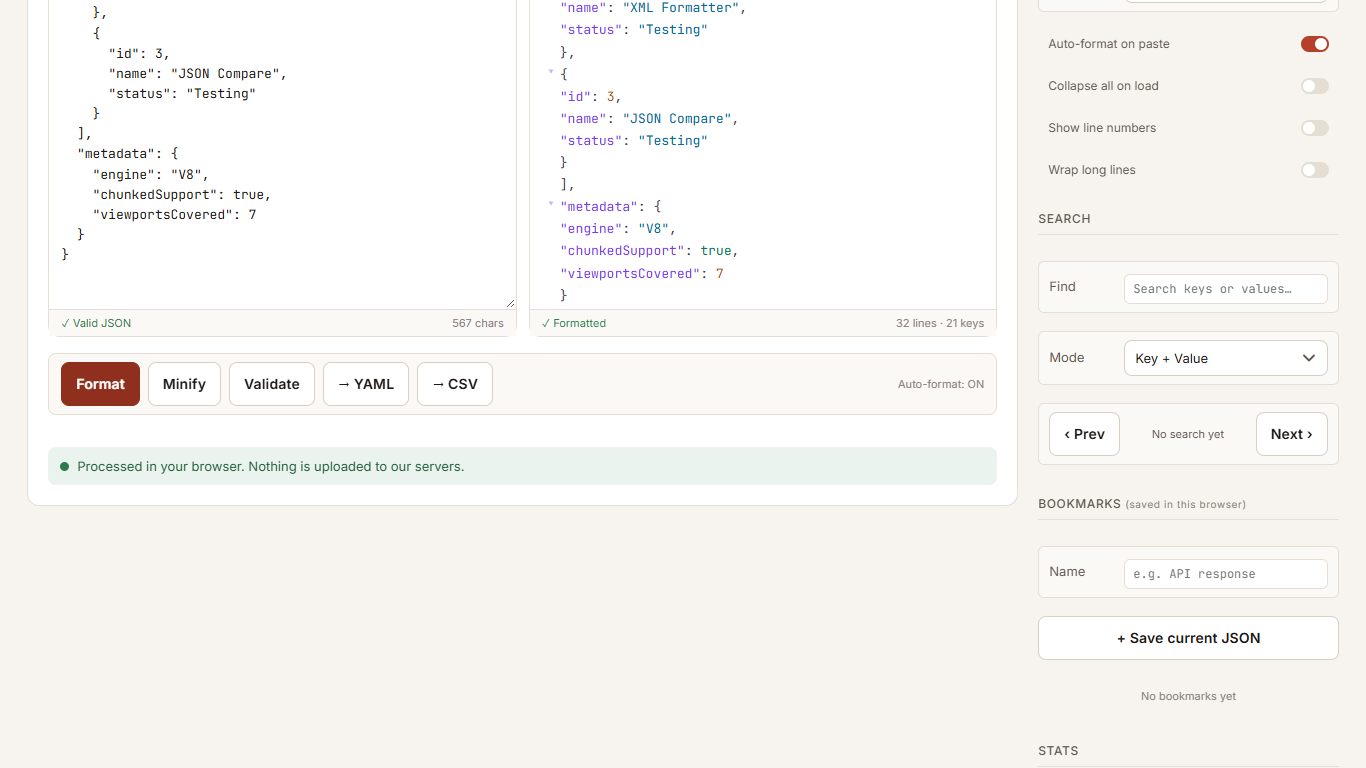 },
    {
      "id": 3,
      "name": "JSON Compare",
      "status": "Testing"
    }
  ],
  "metadata": {
    "engine": "V8",
    "chunkedSupport": true,
    "viewportsCovered": 7
  }
}
✓ Valid JSON
567 chars
"name": "XML Formatter",
"status": "Testing"
},
{
"id": 3,
"name": "JSON Compare",
"status": "Testing"
}
],
"metadata": {
"engine": "V8",
"chunkedSupport": true,
"viewportsCovered": 7
}
✓ Formatted
32 lines · 21 keys
Format
Minify
Validate
→ YAML
→ CSV
Auto-format: ON
Processed in your browser. Nothing is uploaded to our servers.
Auto-format on paste
Collapse all on load
Show line numbers
Wrap long lines
SEARCH
Find
Search keys or values…
Mode
Key + Value
‹ Prev
No search yet
Next ›
BOOKMARKS (saved in this browser)
Name
e.g. API response
+ Save current JSON
No bookmarks yet
STATS